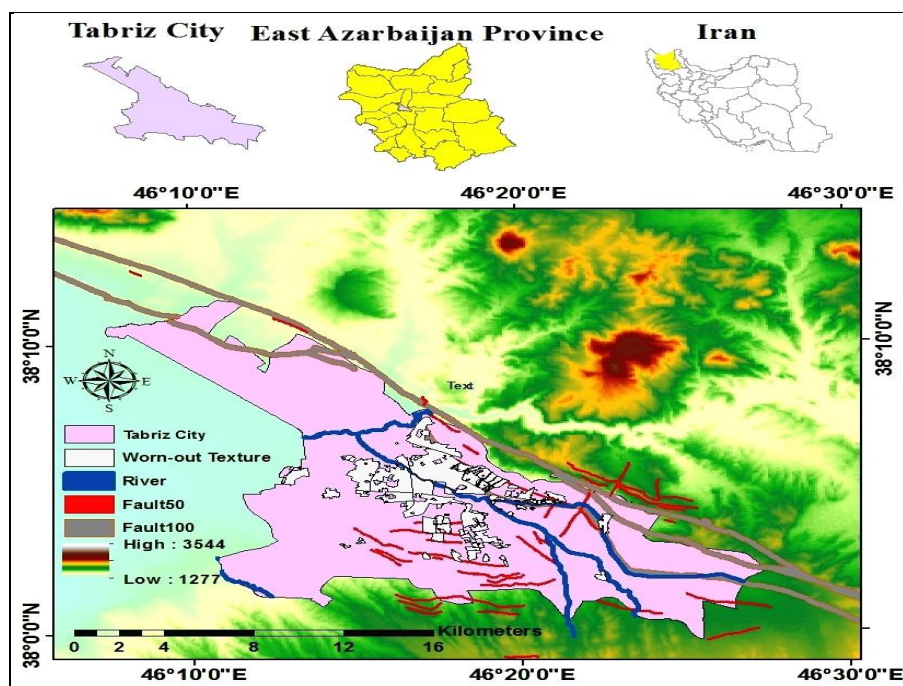 Tabriz City East Azarbaijan Province Iran
46°10'0"E 46°20'0"E 46°30'0"E
38°10'0"N
38°10'0"N
N
W E
S
Text
Tabriz City
Worn-out Texture
River
Fault50
Fault100
High : 3544
Low : 1277
38°0'0"N
38°0'0"N
Kilometers
0 2 4 8 12 16
46°10'0"E 46°20'0"E 46°30'0"E